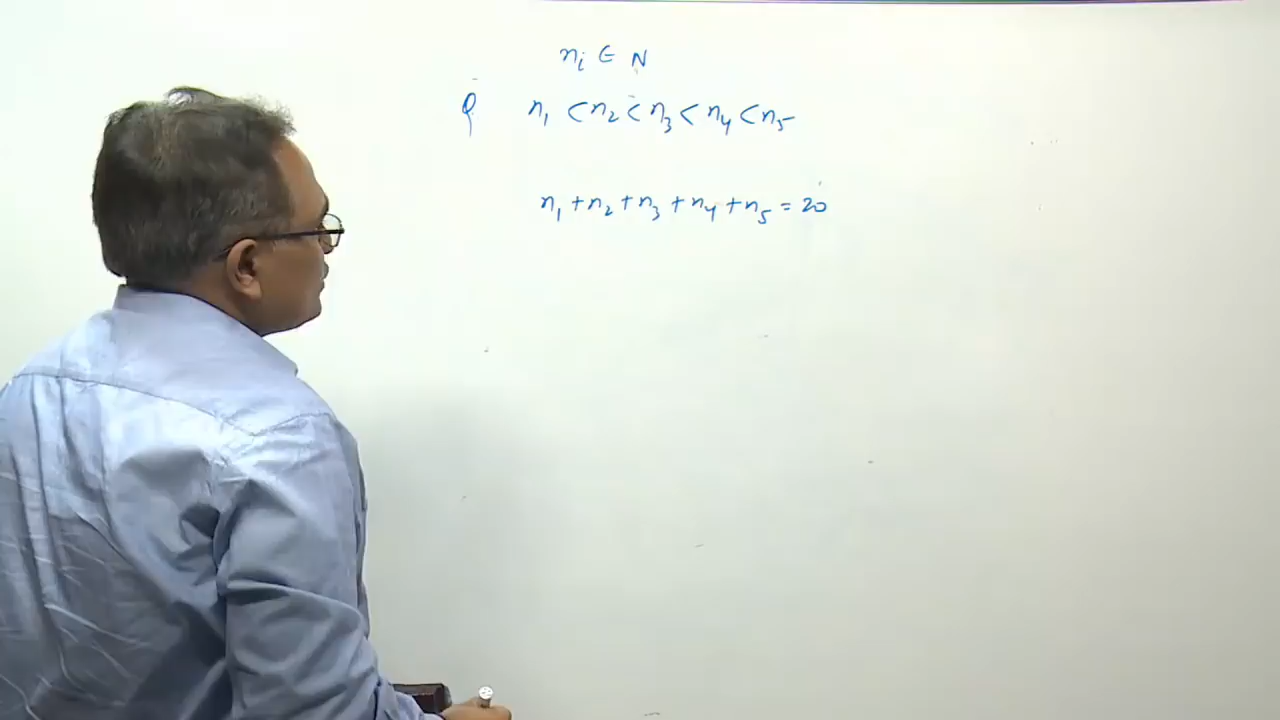 nᵢ ∈ N
Q n₁ < n₂ < n₃ < n₄ < n₅
n₁ + n₂ + n₃ + n₄ + n₅ = 20